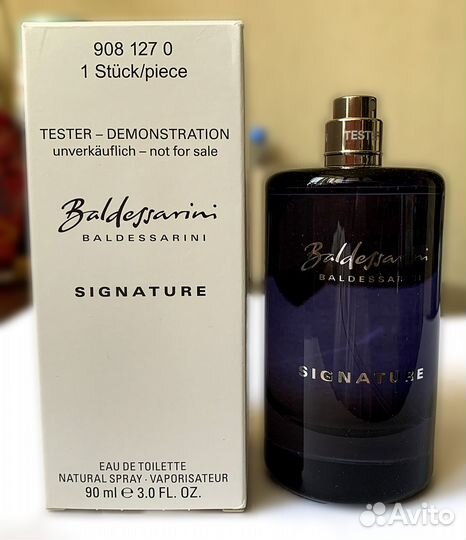 908 127 0
1 Stück/piece
TESTER – DEMONSTRATION
unverkäuflich – not for sale
Baldessarini
BALDESSARINI
SIGNATURE
EAU DE TOILETTE
NATURAL SPRAY · VAPORISATEUR
90 ml ℮ 3.0 FL. OZ.
TEST
Baldessarini
BALDESSARINI
SIGNATURE
Avito